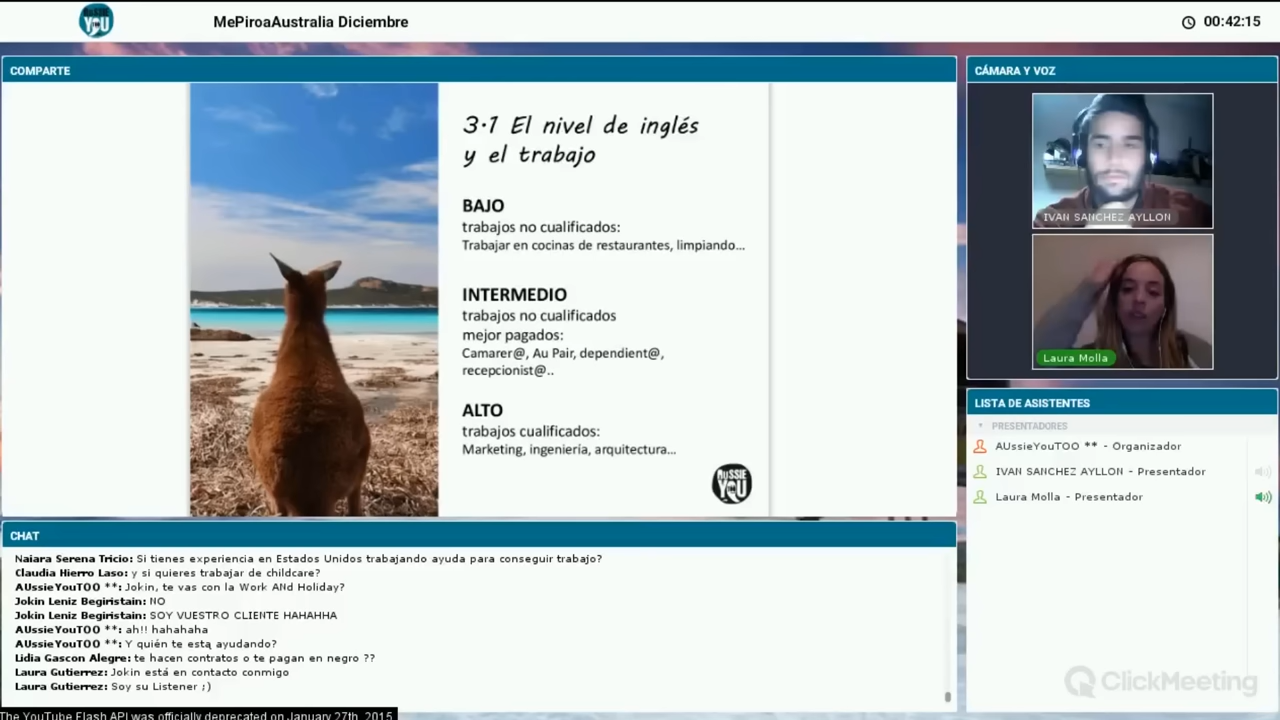 AUSSIE
YOU
TOO
MePiroaAustralia Diciembre
00:42:15
COMPARTE
3·1 El nivel de inglés
y el trabajo
BAJO
trabajos no cualificados:
Trabajar en cocinas de restaurantes, limpiando...
INTERMEDIO
trabajos no cualificados
mejor pagados:
Camarer@, Au Pair, dependient@,
recepcionist@..
ALTO
trabajos cualificados:
Marketing, ingeniería, arquitectura...
AUSSIE
YOU
CÁMARA Y VOZ
IVAN SANCHEZ AYLLON
Laura Molla
LISTA DE ASISTENTES
PRESENTADORES
AUssieYouTOO ** - Organizador
IVAN SANCHEZ AYLLON - Presentador
Laura Molla - Presentador
CHAT
Naiara Serena Tricio: Si tienes experiencia en Estados Unidos trabajando ayuda para conseguir trabajo?
Claudia Hierro Laso: y si quieres trabajar de childcare?
AUssieYouTOO **: Jokin, te vas con la Work ANd Holiday?
Jokin Leniz Begiristain: NO
Jokin Leniz Begiristain: SOY VUESTRO CLIENTE HAHAHHA
AUssieYouTOO **: ah!! hahahaha
AUssieYouTOO **: Y quién te está ayudando?
Lidia Gascon Alegre: te hacen contratos o te pagan en negro ??
Laura Gutierrez: Jokin está en contacto conmigo
Laura Gutierrez: Soy su Listener ;)
ClickMeeting
The YouTube Flash API was officially deprecated on January 27th, 2015